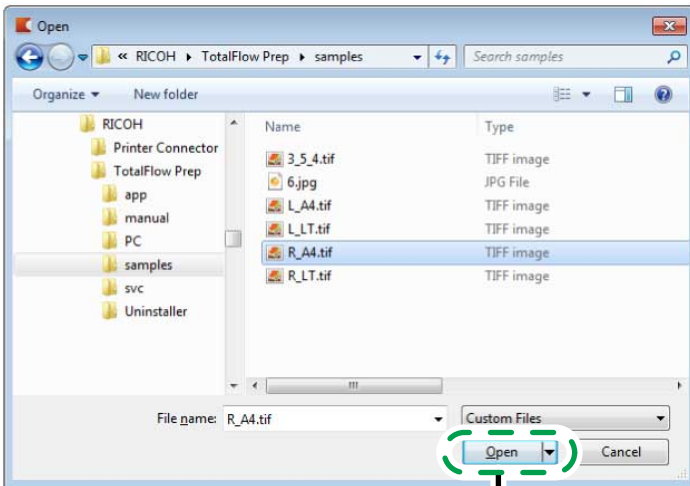 Open
« RICOH ▸ TotalFlow Prep ▸ samples Search samples
Organize ▾ New folder
RICOH
Printer Connector
TotalFlow Prep
app
manual
PC
samples
svc
Uninstaller
Name Type
3_5_4.tif TIFF image
6.jpg JPG File
L_A4.tif TIFF image
L_LT.tif TIFF image
R_A4.tif TIFF image
R_LT.tif TIFF image
File name: R_A4.tif Custom Files
Open Cancel